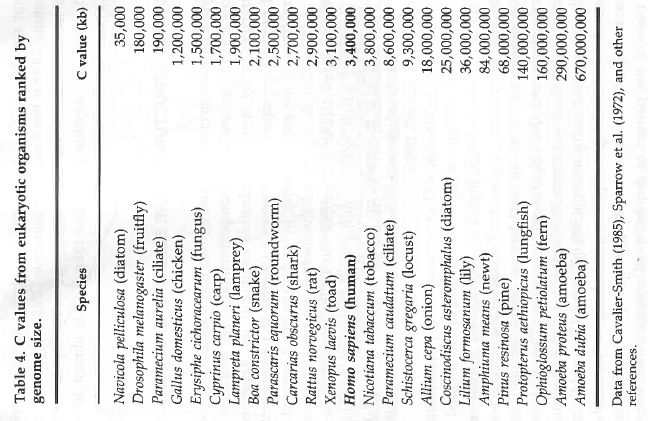 Table 4. C values from eukaryotic organisms ranked by
genome size.
Species C value (kb)
Navicola pelliculosa (diatom) 35,000
Drosophila melanogaster (fruitfly) 180,000
Paramecium aurelia (ciliate) 190,000
Gallus domesticus (chicken) 1,200,000
Erysiphe cichoracearum (fungus) 1,500,000
Cyprinus carpio (carp) 1,700,000
Lampreta planeri (lamprey) 1,900,000
Boa constrictor (snake) 2,100,000
Parascaris equorum (roundworm) 2,500,000
Carcarias obscurus (shark) 2,700,000
Rattus norvegicus (rat) 2,900,000
Xenopus laevis (toad) 3,100,000
Homo sapiens (human) 3,400,000
Nicotiana tabaccum (tobacco) 3,800,000
Paramecium caudatum (ciliate) 8,600,000
Schistocerca gregaria (locust) 9,300,000
Allium cepa (onion) 18,000,000
Coscinodiscus asteromphalus (diatom) 25,000,000
Lilium formosanum (lily) 36,000,000
Amphiuma means (newt) 84,000,000
Pinus resinosa (pine) 68,000,000
Protopterus aethiopicus (lungfish) 140,000,000
Ophioglossum petiolatum (fern) 160,000,000
Amoeba proteus (amoeba) 290,000,000
Amoeba dubia (amoeba) 670,000,000
Data from Cavalier-Smith (1985), Sparrow et al. (1972), and other
references.